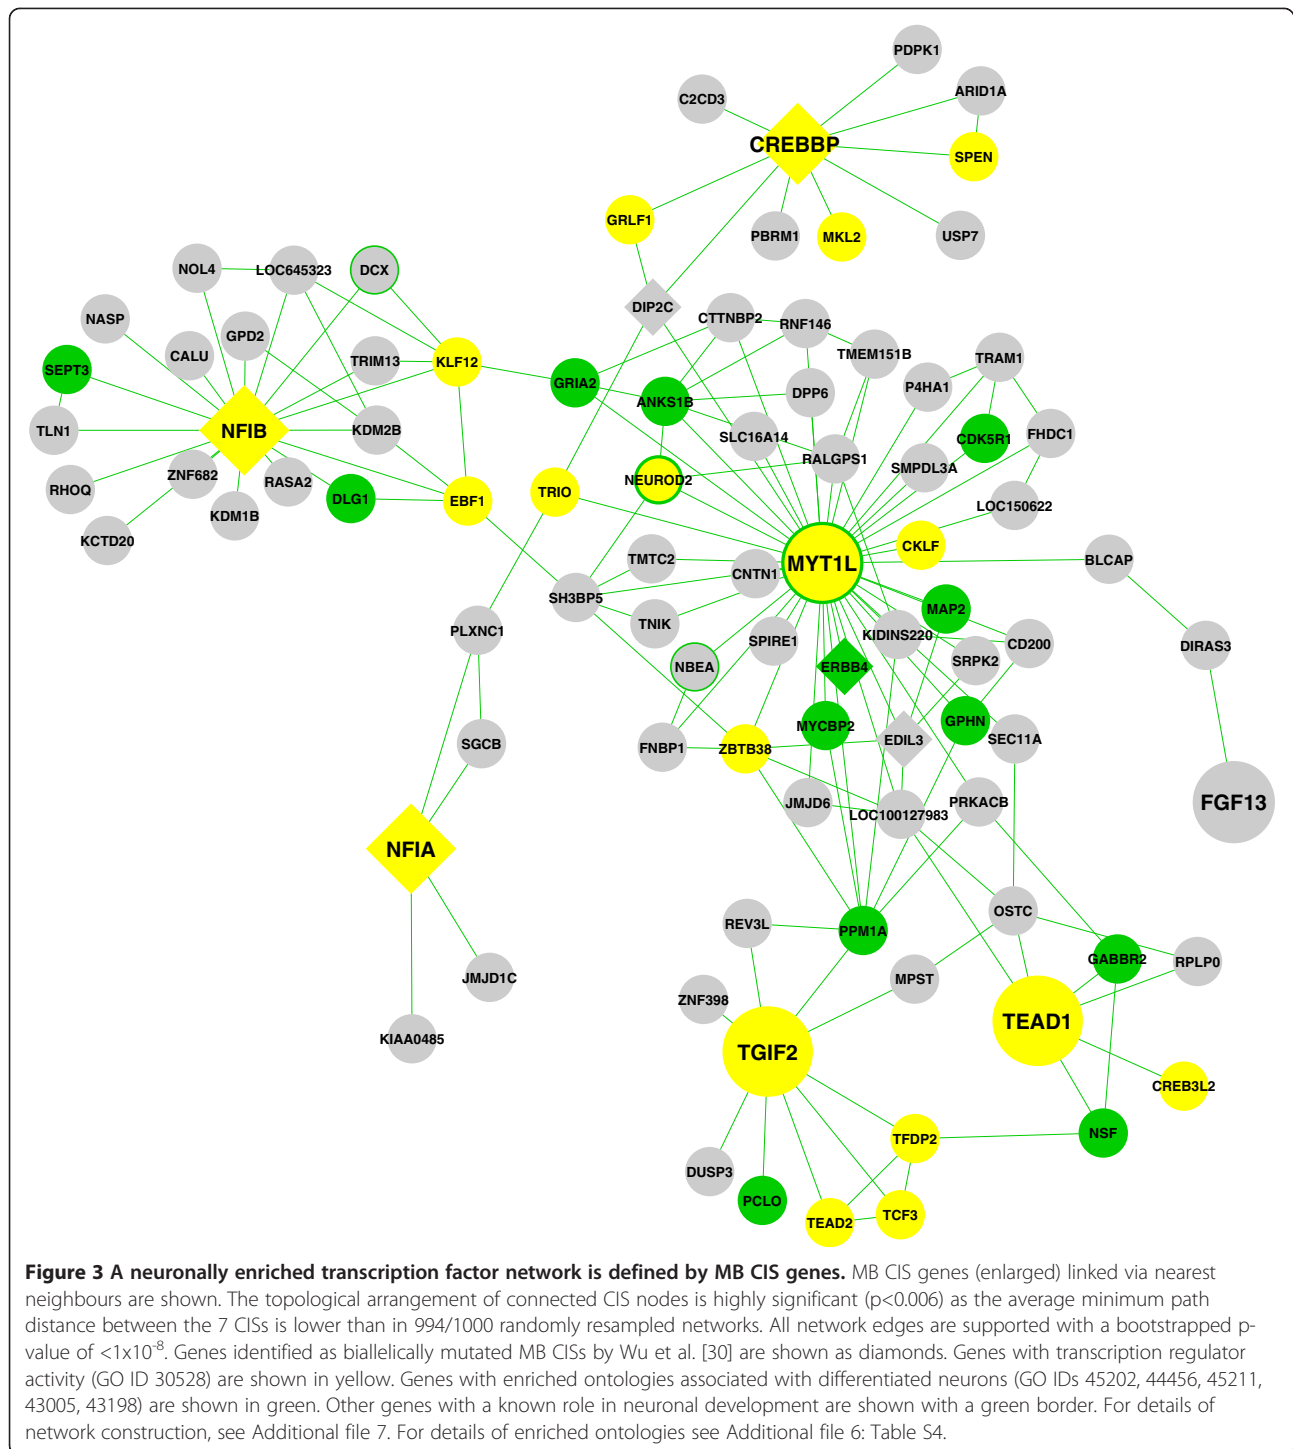 PDPK1
C2CD3
ARID1A
CREBBP
SPEN
GRLF1
PBRM1
MKL2
USP7
NOL4
LOC645323
DCX
DIP2C
NASP
GPD2
CTTNBP2
RNF146
CALU
TRIM13
KLF12
TMEM151B
TRAM1
SEPT3
GRIA2
ANKS1B
DPP6
P4HA1
TLN1
NFIB
KDM2B
SLC16A14
CDK5R1
FHDC1
RALGPS1
SMPDL3A
ZNF682
RASA2
NEUROD2
RHOQ
DLG1
EBF1
TRIO
LOC150622
KDM1B
KCTD20
CKLF
TMTC2
MYT1L
BLCAP
CNTN1
SH3BP5
MAP2
TNIK
PLXNC1
SPIRE1
KIDINS220
CD200
DIRAS3
NBEA
ERBB4
SRPK2
MYCBP2
GPHN
SGCB
FNBP1
ZBTB38
EDIL3
SEC11A
JMJD6
LOC100127983
PRKACB
FGF13
NFIA
OSTC
REV3L
PPM1A
GABBR2
RPLP0
JMJD1C
MPST
ZNF398
TEAD1
KIAA0485
TGIF2
CREB3L2
TFDP2
NSF
DUSP3
PCLO
TEAD2
TCF3
Figure 3 A neuronally enriched transcription factor network is defined by MB CIS genes. MB CIS genes (enlarged) linked via nearest
neighbours are shown. The topological arrangement of connected CIS nodes is highly significant (p<0.006) as the average minimum path
distance between the 7 CISs is lower than in 994/1000 randomly resampled networks. All network edges are supported with a bootstrapped p-
value of <1x10⁻⁸. Genes identified as biallelically mutated MB CISs by Wu et al. [30] are shown as diamonds. Genes with transcription regulator
activity (GO ID 30528) are shown in yellow. Genes with enriched ontologies associated with differentiated neurons (GO IDs 45202, 44456, 45211,
43005, 43198) are shown in green. Other genes with a known role in neuronal development are shown with a green border. For details of
network construction, see Additional file 7. For details of enriched ontologies see Additional file 6: Table S4.